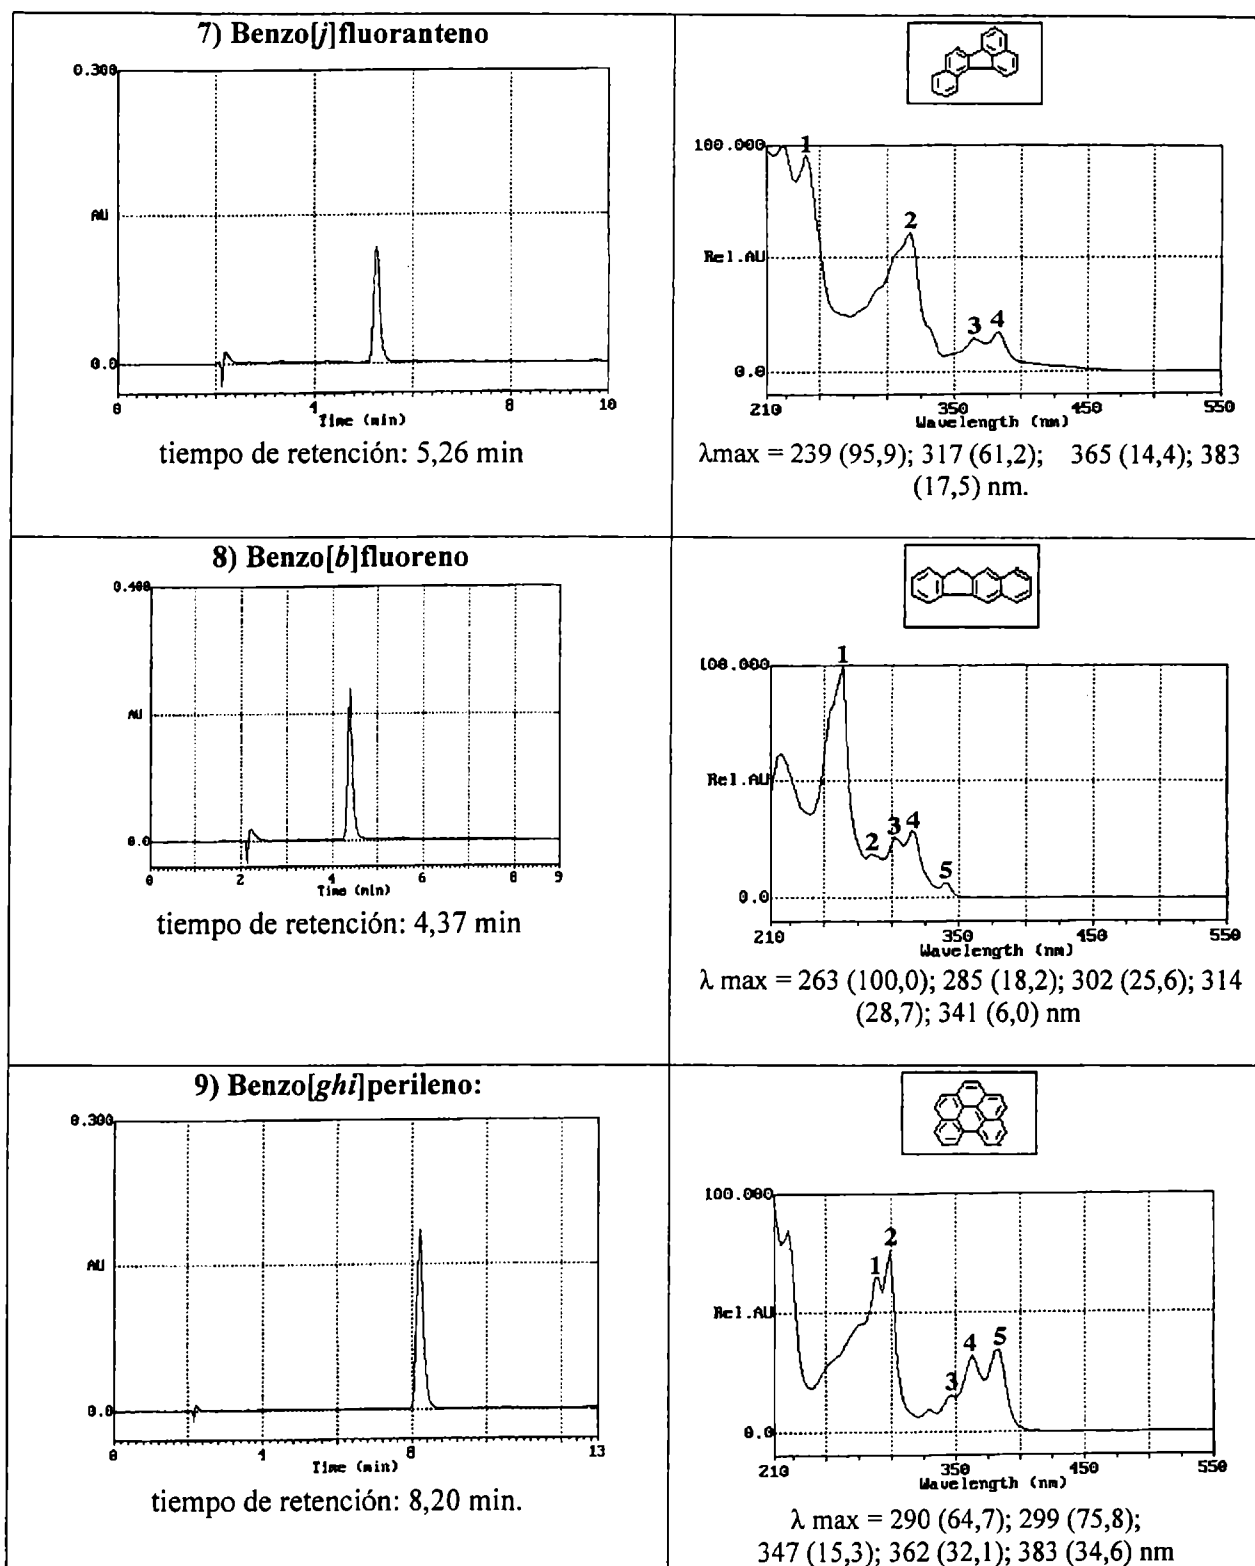 7) Benzo[j]fluoranteno
0.300
AU
0.0
0 4 8 10
Time (min)
tiempo de retención: 5,26 min
100.000
1
2
Rel.AU
3 4
0.0
210 350 450 550
Wavelength (nm)
λmax = 239 (95,9); 317 (61,2); 365 (14,4); 383
(17,5) nm.
8) Benzo[b]fluoreno
0.400
AU
0.0
0 2 4 6 8 9
Time (min)
tiempo de retención: 4,37 min
1
100.000
Rel.AU
2 3 4
5
0.0
210 350 450 550
Wavelength (nm)
λ max = 263 (100,0); 285 (18,2); 302 (25,6); 314
(28,7); 341 (6,0) nm
9) Benzo[ghi]perileno:
0.300
AU
0.0
0 4 8 13
Time (min)
tiempo de retención: 8,20 min.
100.000
2
1
Rel.AU
4 5
3
0.0
210 350 450 550
Wavelength (nm)
λ max = 290 (64,7); 299 (75,8);
347 (15,3); 362 (32,1); 383 (34,6) nm